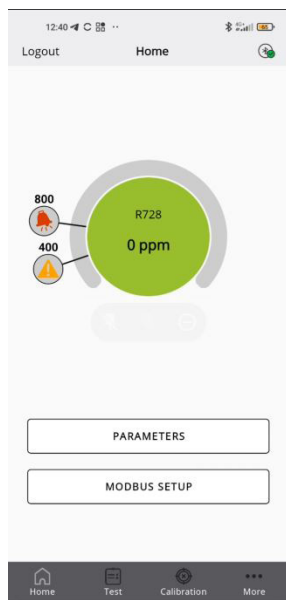 12:40
Logout Home
800
R728
400
0 ppm
PARAMETERS
MODBUS SETUP
Home Test Calibration More